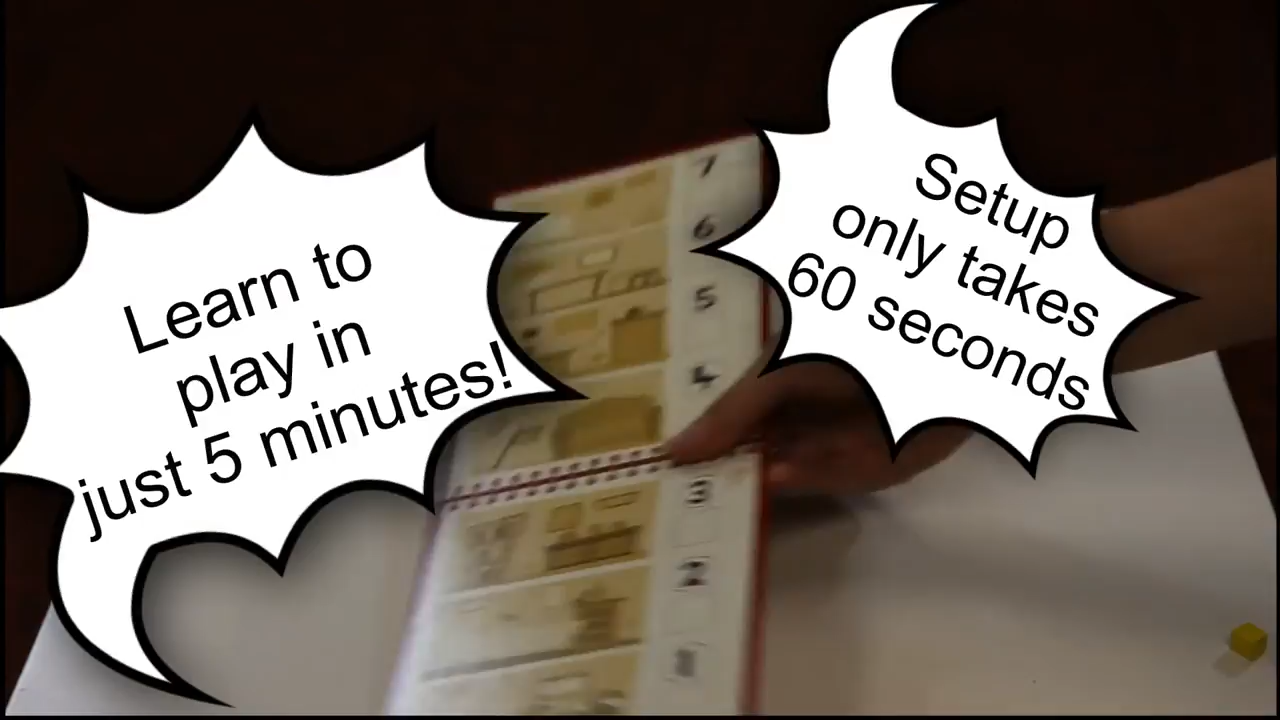 Learn to
play in
just 5 minutes!
Setup
only takes
60 seconds
7
6
5
4
3
2
1